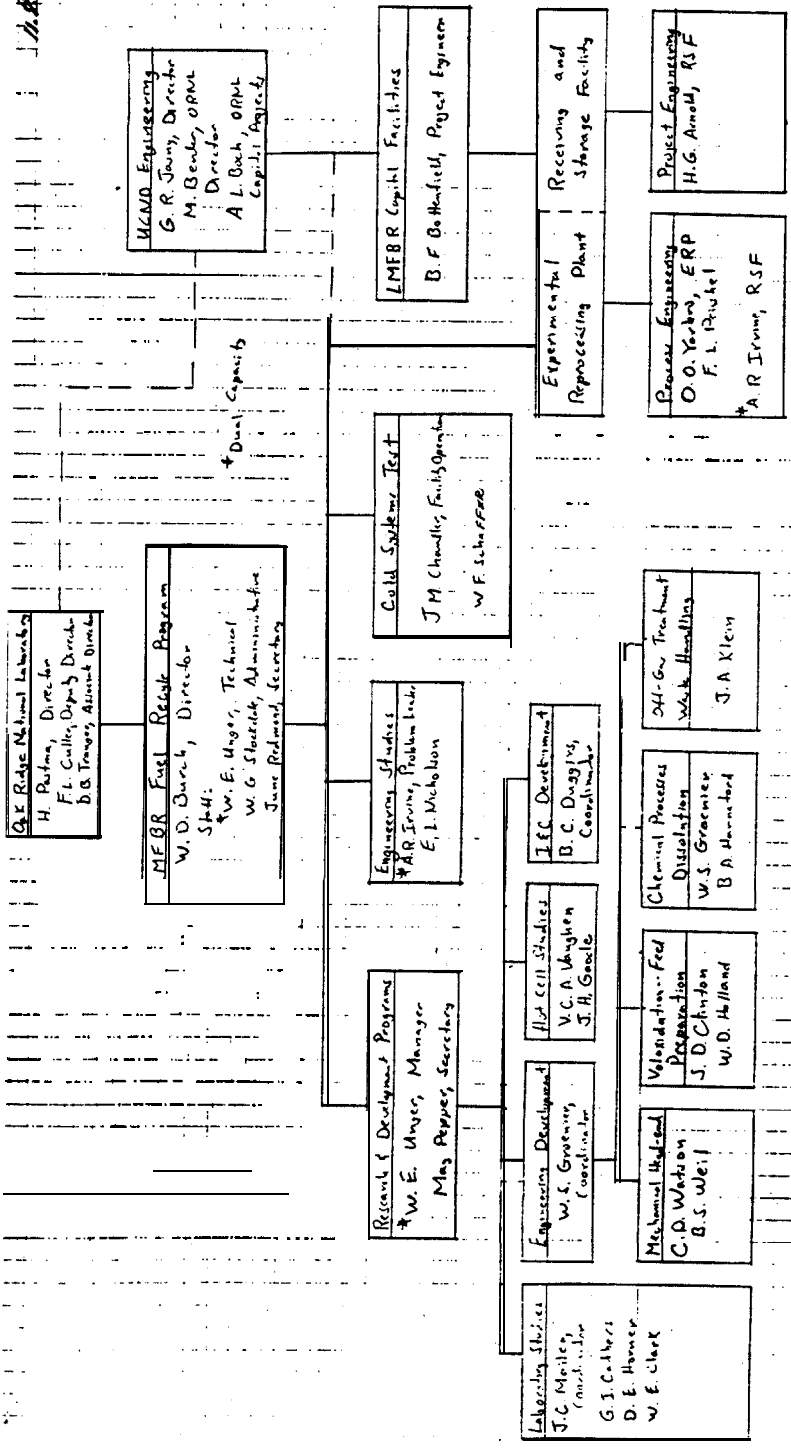 Oak Ridge National Laboratory
H. Postma, Director
F.L. Culler, Deputy Director
D.B. Trauger, Associate Director
UCND Engineering
G. R. Jasny, Director
M. Bender, ORNL
Director
A. L. Boch, ORNL
Capital Projects
MFBR Fuel Recycle Program
W. D. Burch, Director
Staff:
*W. E. Unger, Technical
W. G. Stockdale, Administrative
June Redmond, Secretary
*Dual Capacity
Research & Development Programs
*W. E. Unger, Manager
May Pepper, Secretary
Engineering Studies
*A.R. Irvine, Problem Leader
E. L. Nicholson
Cold Systems Test
J M. Chandler, Facility Operation
W F. Schaffer
LMFBR Capital Facilities
B. F Bottenfield, Project Engineer
Laboratory Studies
J.C. Mailen,
G. I. Cathers
D. E. Horner
W. E. Clark
Engineering Development
W. S. Groenier,
Coordinator
Hot Cell Studies
V. C. A. Vaughen
J. H. Goode
I&C Development
B. C. Duggins,
Coordinator
Experimental
Reprocessing Plant
Receiving and
Storage Facility
Mechanical Head-end
C. D. Watson
B. S. Weil
Voloxidation - Feed
Preparation
S. D. Clinton
W. D. Holland
Chemical Processes
Dissolution
W. S. Groenier
B A. Hannaford
Off-Gas Treatment
Waste Handling
J. A Klein
Process Engineering
O. O. Yarbro, ERP
F. L.
*A. R Irvine, RSF
Project Engineering
H. G. Arnold, RSF